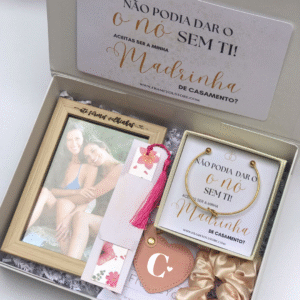 NÃO PODIA DAR O
o nó SEM TI!
ACEITAS SER A MINHA
Madrinha
DE CASAMENTO?
NÃO PODIA DAR O
o nó
SEM TI!
ACEITAS SER A MINHA
Madrinha
DE CASAMENTO?
C